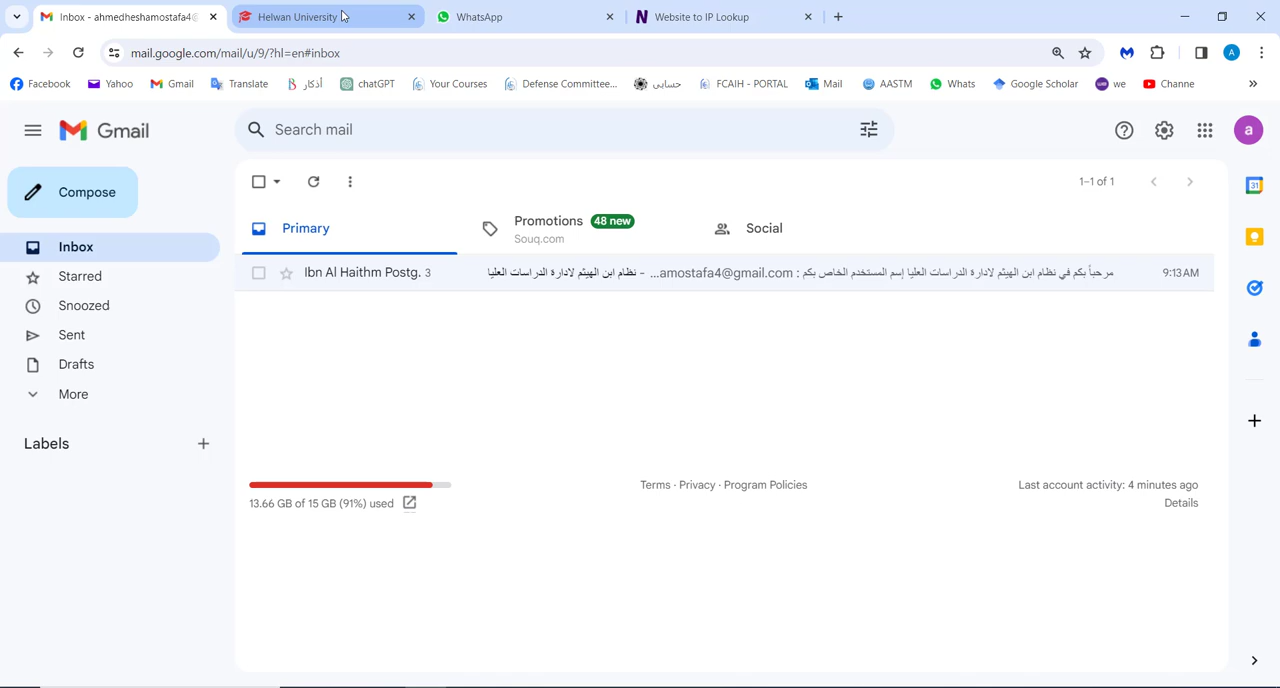 Inbox - ahmedheshamostafa4@
Helwan University
WhatsApp
Website to IP Lookup
mail.google.com/mail/u/9/?hl=en#inbox
A
Facebook
Yahoo
Gmail
Translate
أذكار
chatGPT
Your Courses
Defense Committee...
حسابى
FCAIH - PORTAL
Mail
AASTM
Whats
Google Scholar
we
Channe
»
Gmail
Search mail
a
Compose
1–1 of 1
31
Primary
Promotions 48 new
Souq.com
Social
Inbox
Ibn Al Haithm Postg. 3
نظام ابن الهيثم لادارة الدراسات العليا - ...amostafa4@gmail.com : مرحباً بكم في نظام ابن الهيثم لادارة الدراسات العليا إسم المستخدم الخاص بكم
9:13 AM
Starred
Snoozed
Sent
Drafts
More
Labels
13.66 GB of 15 GB (91%) used
Terms · Privacy · Program Policies
Last account activity: 4 minutes ago
Details